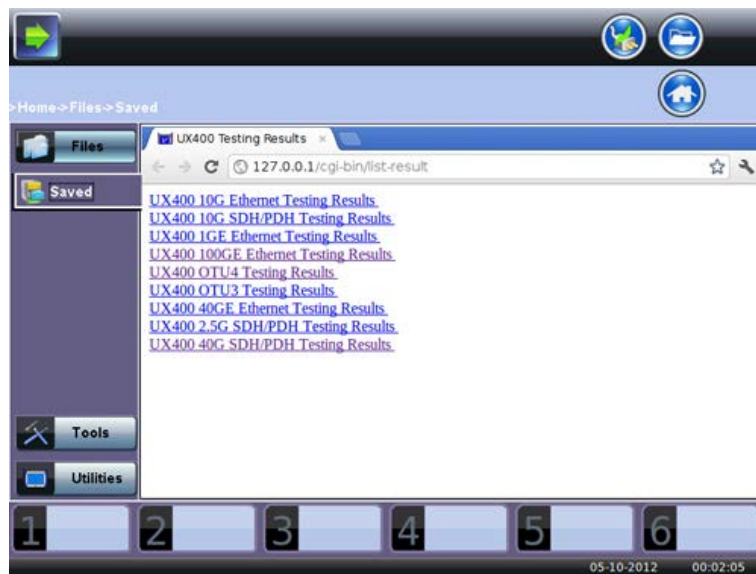 >Home->Files->Saved
Files
Saved
UX400 Testing Results
127.0.0.1/cgi-bin/list-result
UX400 10G Ethernet Testing Results
UX400 10G SDH/PDH Testing Results
UX400 1GE Ethernet Testing Results
UX400 100GE Ethernet Testing Results
UX400 OTU4 Testing Results
UX400 OTU3 Testing Results
UX400 40GE Ethernet Testing Results
UX400 2.5G SDH/PDH Testing Results
UX400 40G SDH/PDH Testing Results
Tools
Utilities
1 2 3 4 5 6
05-10-2012 00:02:05